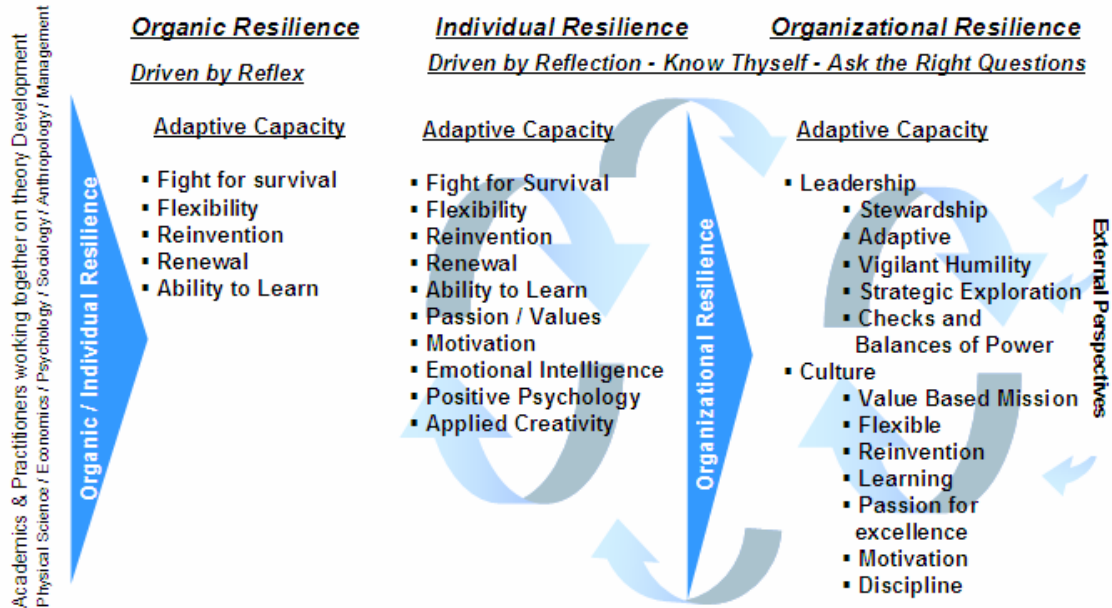 Academics & Practitioners working together on theory Development
Physical Science / Economics / Psychology / Sociology / Anthropology / Management
Organic / Individual Resilience
Organic Resilience
Driven by Reflex
Adaptive Capacity
▪ Fight for survival
▪ Flexibility
▪ Reinvention
▪ Renewal
▪ Ability to Learn
Individual Resilience
Organizational Resilience
Driven by Reflection - Know Thyself - Ask the Right Questions
Adaptive Capacity
▪ Fight for Survival
▪ Flexibility
▪ Reinvention
▪ Renewal
▪ Ability to Learn
▪ Passion / Values
▪ Motivation
▪ Emotional Intelligence
▪ Positive Psychology
▪ Applied Creativity
Organizational Resilience
Adaptive Capacity
▪ Leadership
▪ Stewardship
▪ Adaptive
▪ Vigilant Humility
▪ Strategic Exploration
▪ Checks and
Balances of Power
▪ Culture
▪ Value Based Mission
▪ Flexible
▪ Reinvention
▪ Learning
▪ Passion for
excellence
▪ Motivation
▪ Discipline
External Perspectives